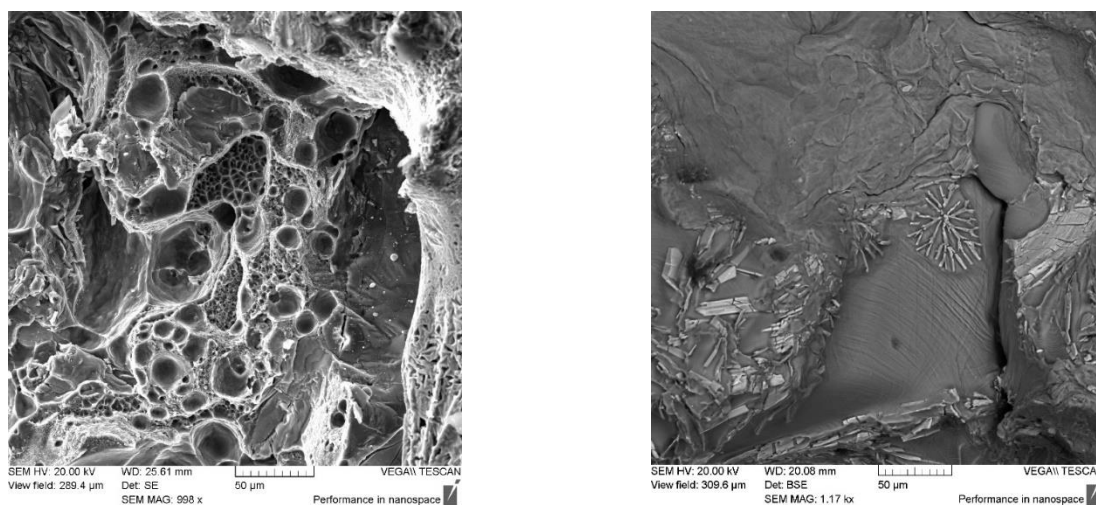 SEM HV: 20.00 kV WD: 25.61 mm VEGA\\ TESCAN
View field: 289.4 µm Det: SE 50 µm
SEM MAG: 998 x Performance in nanospace
SEM HV: 20.00 kV WD: 20.08 mm VEGA\\ TESCAN
View field: 309.6 µm Det: BSE 50 µm
SEM MAG: 1.17 kx Performance in nanospace